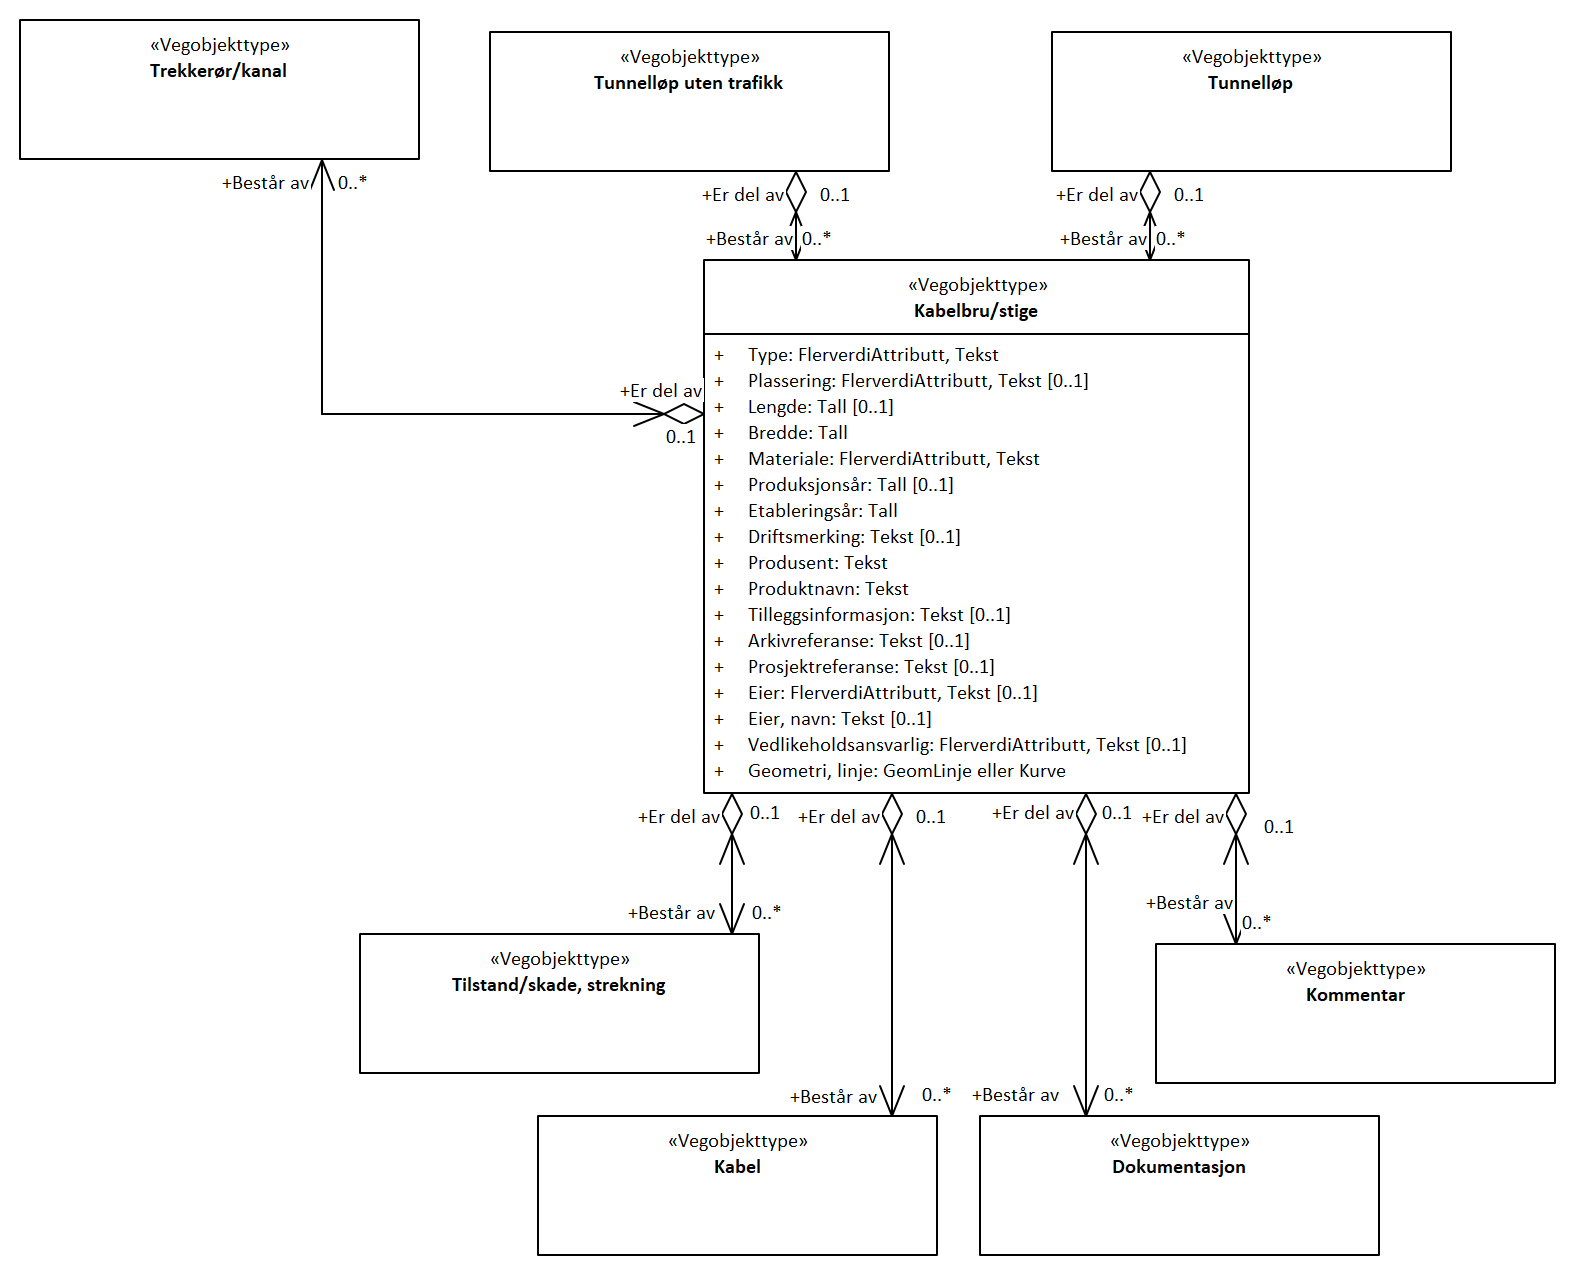 «Vegobjekttype»
Trekkerør/kanal
«Vegobjekttype»
Tunnelløp uten trafikk
«Vegobjekttype»
Tunnelløp
+Består av
0..*
+Er del av
0..1
+Består av
0..*
+Er del av
0..1
+Består av
0..*
+Er del av
0..1
«Vegobjekttype»
Kabelbru/stige
+ Type: FlerverdiAttributt, Tekst
+ Plassering: FlerverdiAttributt, Tekst [0..1]
+ Lengde: Tall [0..1]
+ Bredde: Tall
+ Materiale: FlerverdiAttributt, Tekst
+ Produksjonsår: Tall [0..1]
+ Etableringsår: Tall
+ Driftsmerking: Tekst [0..1]
+ Produsent: Tekst
+ Produktnavn: Tekst
+ Tilleggsinformasjon: Tekst [0..1]
+ Arkivreferanse: Tekst [0..1]
+ Prosjektreferanse: Tekst [0..1]
+ Eier: FlerverdiAttributt, Tekst [0..1]
+ Eier, navn: Tekst [0..1]
+ Vedlikeholdsansvarlig: FlerverdiAttributt, Tekst [0..1]
+ Geometri, linje: GeomLinje eller Kurve
+Er del av
0..1
+Er del av
0..1
+Er del av
0..1
+Er del av
0..1
+Består av
0..*
+Består av
0..*
«Vegobjekttype»
Tilstand/skade, strekning
«Vegobjekttype»
Kommentar
+Består av
0..*
+Består av
0..*
«Vegobjekttype»
Kabel
«Vegobjekttype»
Dokumentasjon